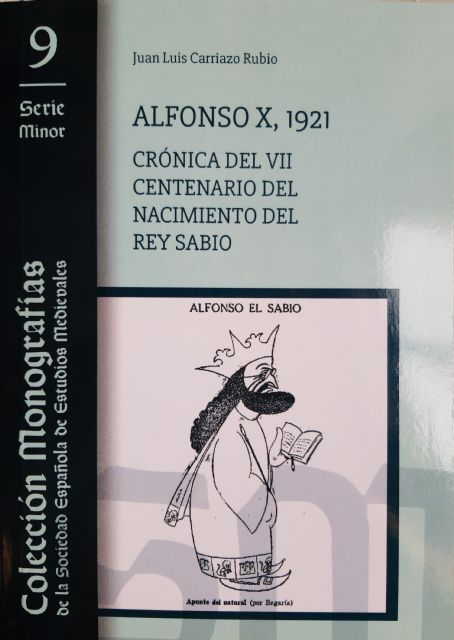 9
Serie
Minor
Colección Monografías
de la Sociedad Española de Estudios Medievales
Juan Luis Carriazo Rubio
ALFONSO X, 1921
CRÓNICA DEL VII
CENTENARIO DEL
NACIMIENTO DEL
REY SABIO
ALFONSO EL SABIO
Apunte del natural (por Bagaría)